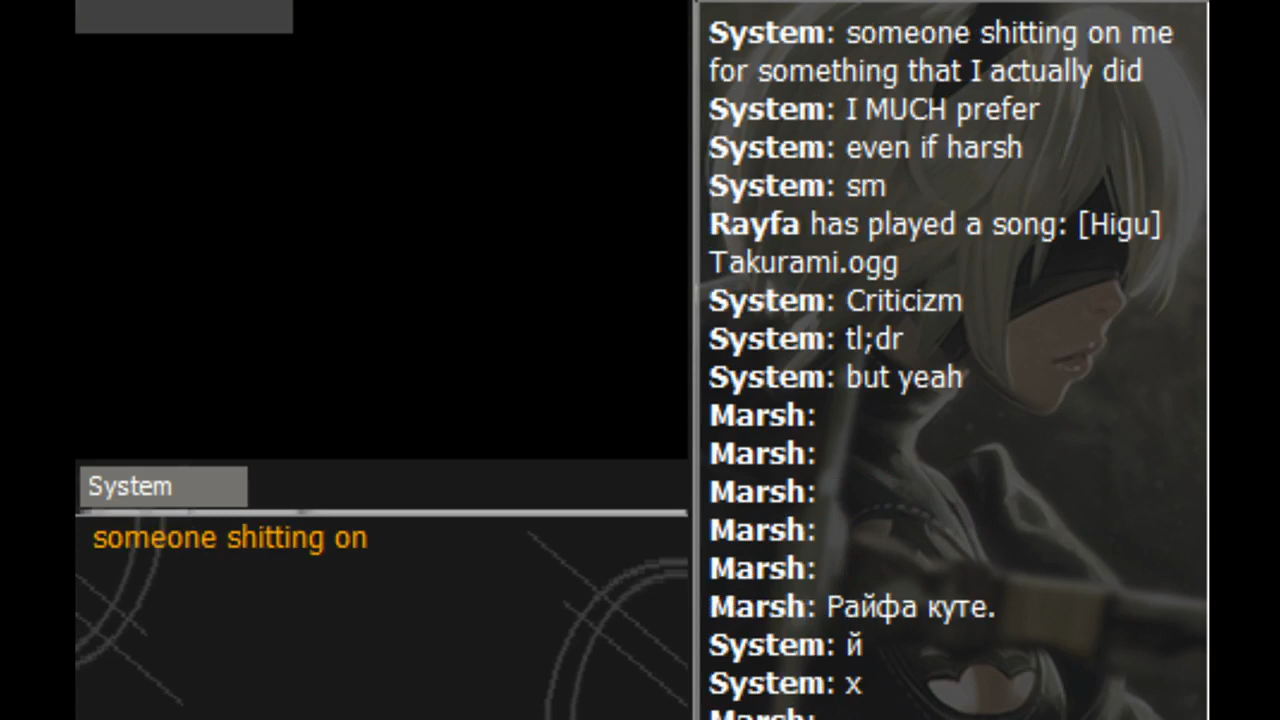 System: someone shitting on me
for something that I actually did
System: I MUCH prefer
System: even if harsh
System: sm
Rayfa has played a song: [Higu]
Takurami.ogg
System: Criticizm
System: tl;dr
System: but yeah
Marsh:
Marsh:
Marsh:
Marsh:
Marsh:
Marsh: Райфа куте.
System: й
System: x
Marsh:
System
someone shitting on